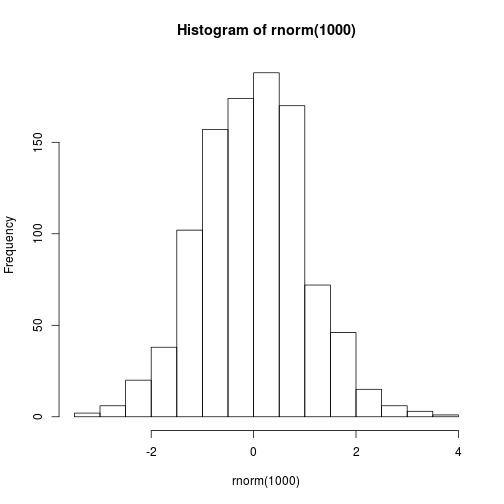 Histogram of rnorm(1000)
150
100
50
0
Frequency
-2 0 2 4
rnorm(1000)